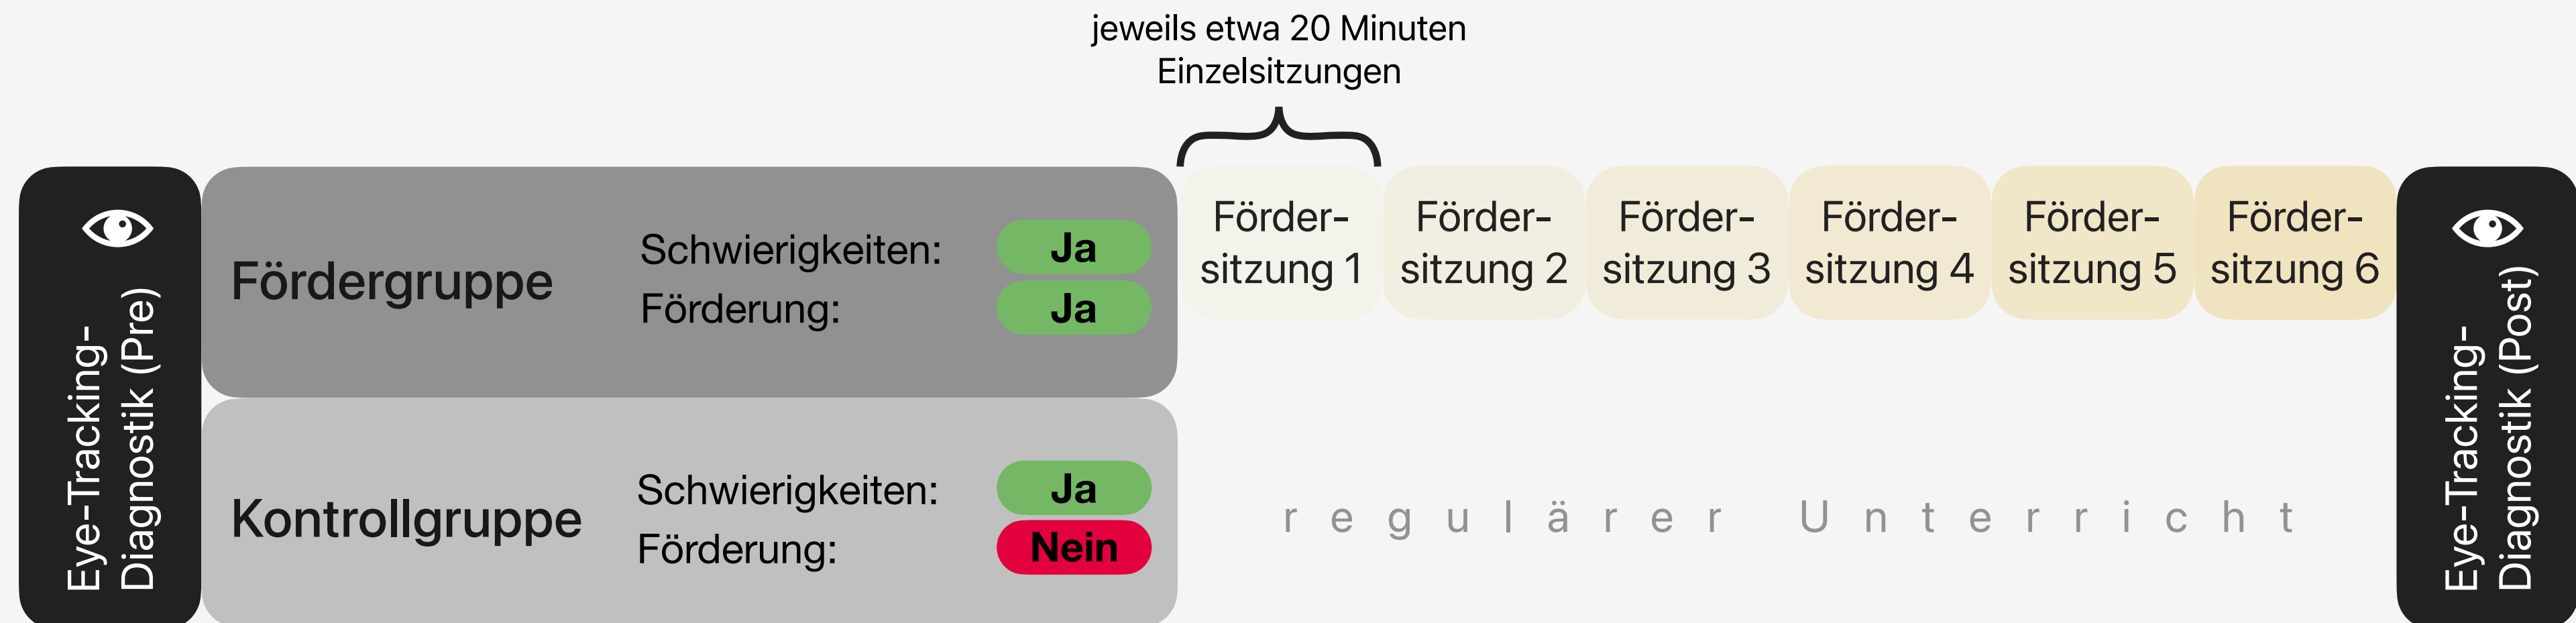 jeweils etwa 20 Minuten
Einzelsitzungen
Eye-Tracking-
Diagnostik (Pre)
Fördergruppe
Schwierigkeiten: Ja
Förderung: Ja
Förder-
sitzung 1
Förder-
sitzung 2
Förder-
sitzung 3
Förder-
sitzung 4
Förder-
sitzung 5
Förder-
sitzung 6
Kontrollgruppe
Schwierigkeiten: Ja
Förderung: Nein
regulärer Unterricht
Eye-Tracking-
Diagnostik (Post)